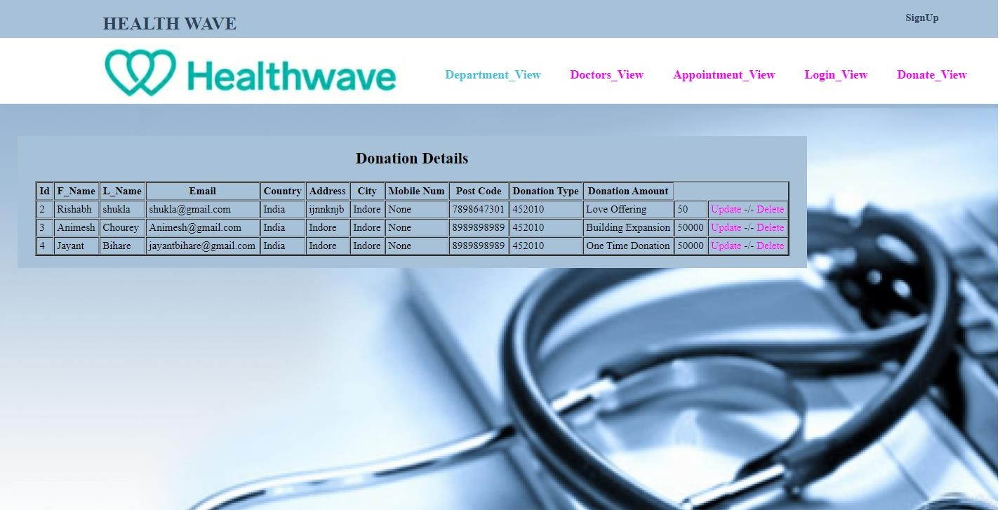 HEALTH WAVE
SignUp
Healthwave
Department_View Doctors_View Appointment_View Login_View Donate_View
Donation Details
Id F_Name L_Name Email Country Address City Mobile Num Post Code Donation Type Donation Amount
2 Rishabh shukla shukla@gmail.com India ijnnknjb Indore None 7898647301 452010 Love Offering 50 Update -/- Delete
3 Animesh Chourey Animesh@gmail.com India Indore Indore None 8989898989 452010 Building Expansion 50000 Update -/- Delete
4 Jayant Bihare jayantbihare@gmail.com India Indore Indore None 8989898989 452010 One Time Donation 50000 Update -/- Delete